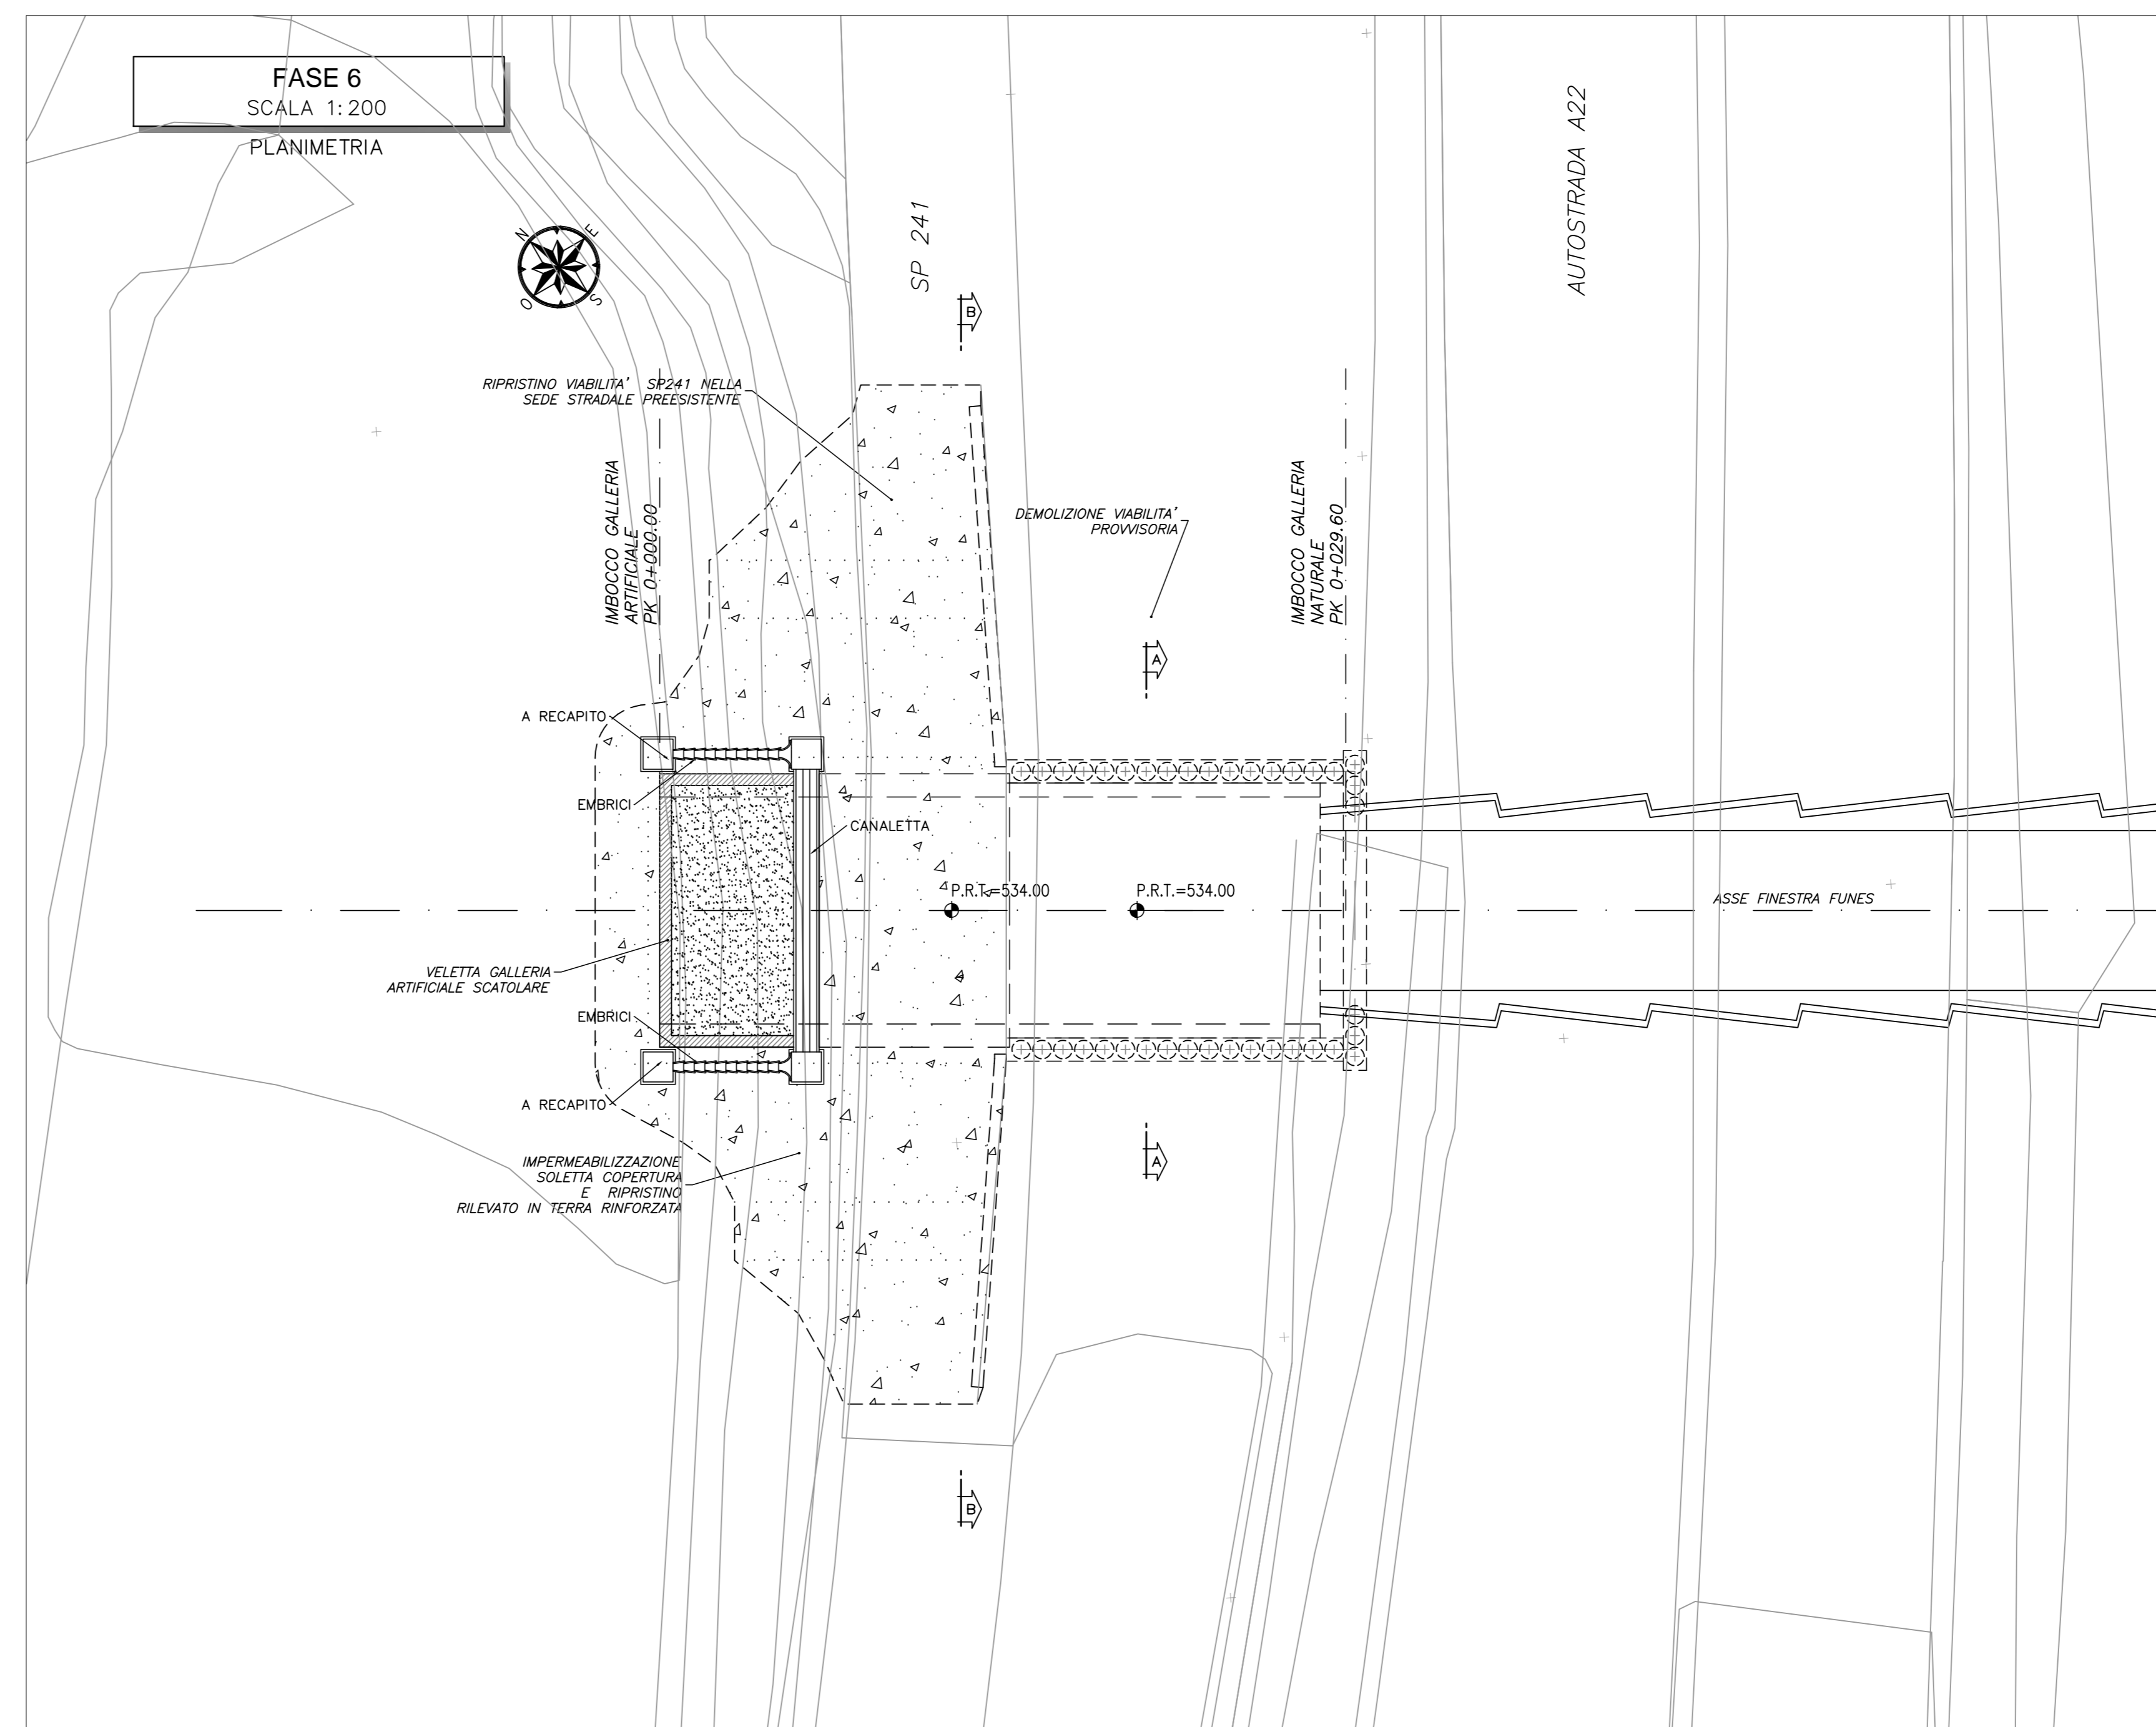 FASE 6
SCALA 1:200
PLANIMETRIA
N
E
O
S
SP 241
AUTOSTRADA A22
B
RIPRISTINO VIABILITA' SP241 NELLA
SEDE STRADALE PREESISTENTE
IMBOCCO GALLERIA
ARTIFICIALE
PK 0+000.00
DEMOLIZIONE VIABILITA'
PROVVISORIA
IMBOCCO GALLERIA
NATURALE
PK 0+029.60
A
A RECAPITO
EMBRICI
CANALETTA
P.R.T.=534.00
P.R.T.=534.00
ASSE FINESTRA FUNES
VELETTA GALLERIA
ARTIFICIALE SCATOLARE
EMBRICI
A RECAPITO
A
IMPERMEABILIZZAZIONE
SOLETTA COPERTURA
E RIPRISTINO
RILEVATO IN TERRA RINFORZATA
B